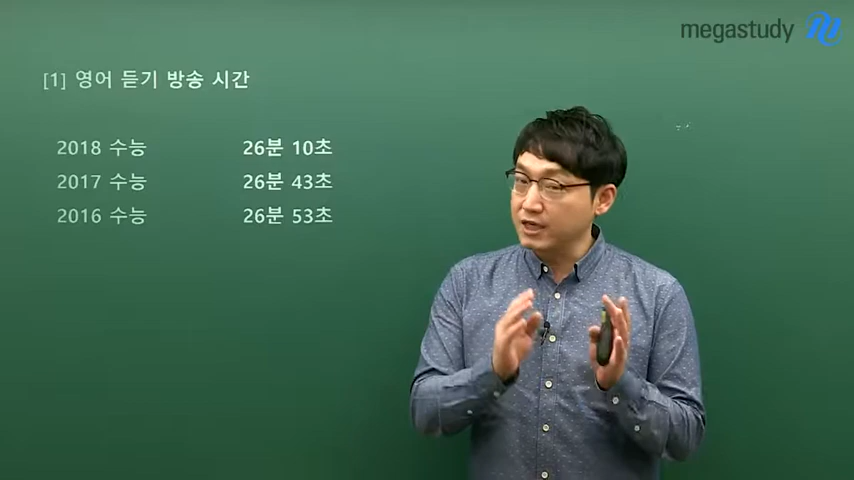 megastudy
[1] 영어 듣기 방송 시간
2018 수능 26분 10초
2017 수능 26분 43초
2016 수능 26분 53초